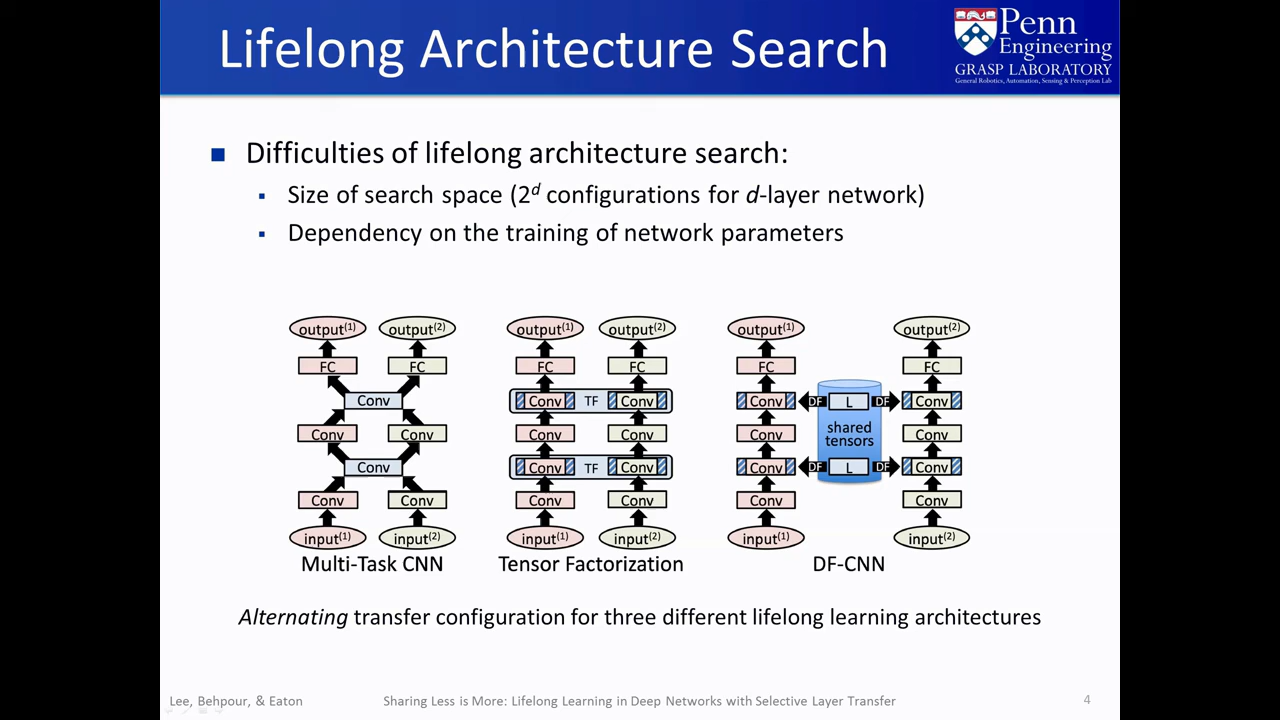 Lifelong Architecture Search
Penn
Engineering
GRASP LABORATORY
General Robotics, Automation, Sensing & Perception Lab
Difficulties of lifelong architecture search:
Size of search space (2^d configurations for d-layer network)
Dependency on the training of network parameters
output(1) output(2) output(1) output(2) output(1) output(2)
FC FC FC FC FC FC
Conv Conv TF Conv Conv DF L DF Conv
shared
Conv Conv Conv Conv Conv tensors Conv
Conv Conv TF Conv Conv DF L DF Conv
Conv Conv Conv Conv Conv Conv
input(1) input(2) input(1) input(2) input(1) input(2)
Multi-Task CNN Tensor Factorization DF-CNN
Alternating transfer configuration for three different lifelong learning architectures
Lee, Behpour, & Eaton Sharing Less is More: Lifelong Learning in Deep Networks with Selective Layer Transfer 4